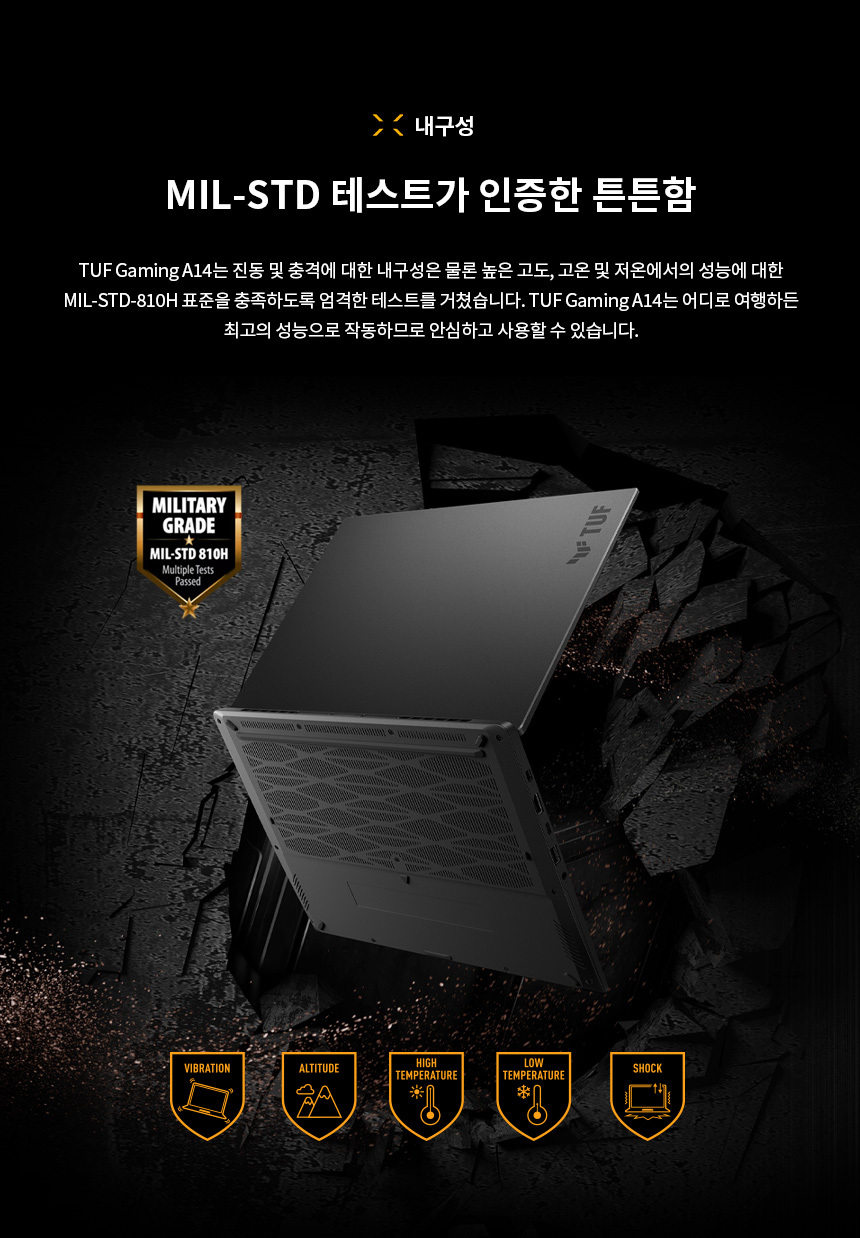 내구성
MIL-STD 테스트가 인증한 튼튼함
TUF Gaming A14는 진동 및 충격에 대한 내구성은 물론 높은 고도, 고온 및 저온에서의 성능에 대한
MIL-STD-810H 표준을 충족하도록 엄격한 테스트를 거쳤습니다. TUF Gaming A14는 어디로 여행하든
최고의 성능으로 작동하므로 안심하고 사용할 수 있습니다.
MILITARY
GRADE
MIL-STD 810H
Multiple Tests
Passed
TUF
VIBRATION
ALTITUDE
HIGH
TEMPERATURE
LOW
TEMPERATURE
SHOCK